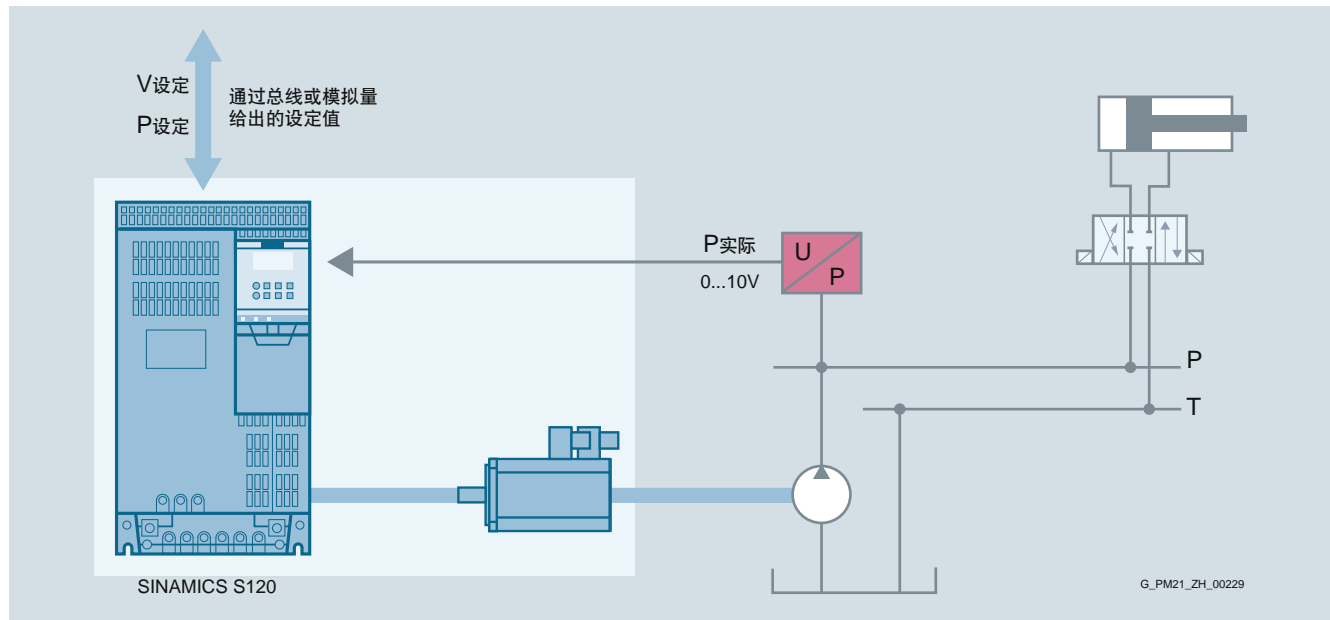 V设定
P设定
通过总线或模拟量
给出的设定值
P实际
0...10V
U
P
P
T
SINAMICS S120
G_PM21_ZH_00229